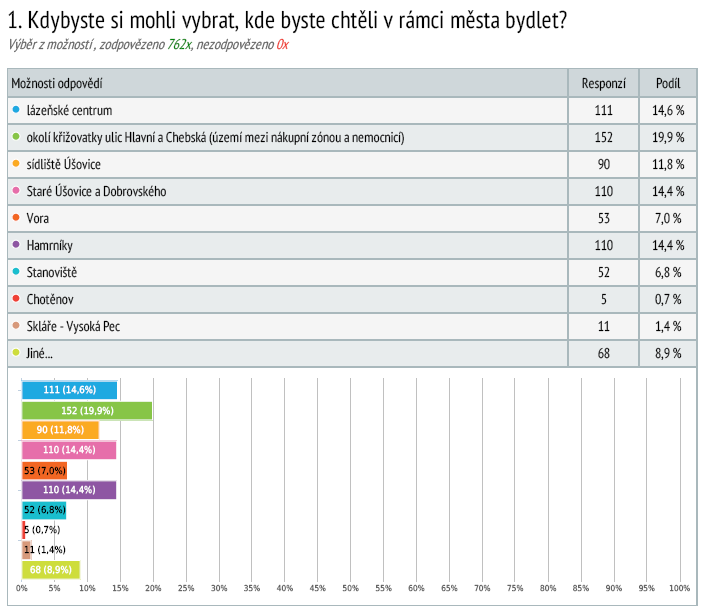 1. Kdybyste si mohli vybrat, kde byste chtěli v rámci města bydlet?
Výběr z možností, zodpovězeno 762x, nezodpovězeno 0x
Možnosti odpovědí Responzí Podíl
lázeňské centrum 111 14,6 %
okolí křižovatky ulic Hlavní a Chebská (území mezi nákupní zónou a nemocnicí) 152 19,9 %
sídliště Úšovice 90 11,8 %
Staré Úšovice a Dobrovského 110 14,4 %
Vora 53 7,0 %
Hamrníky 110 14,4 %
Stanoviště 52 6,8 %
Chotěnov 5 0,7 %
Skláře - Vysoká Pec 11 1,4 %
Jiné... 68 8,9 %
111 (14,6%)
152 (19,9%)
90 (11,8%)
110 (14,4%)
53 (7,0%)
110 (14,4%)
52 (6,8%)
5 (0,7%)
11 (1,4%)
68 (8,9%)
0% 5% 10% 15% 20% 25% 30% 35% 40% 45% 50% 55% 60% 65% 70% 75% 80% 85% 90% 95% 100%